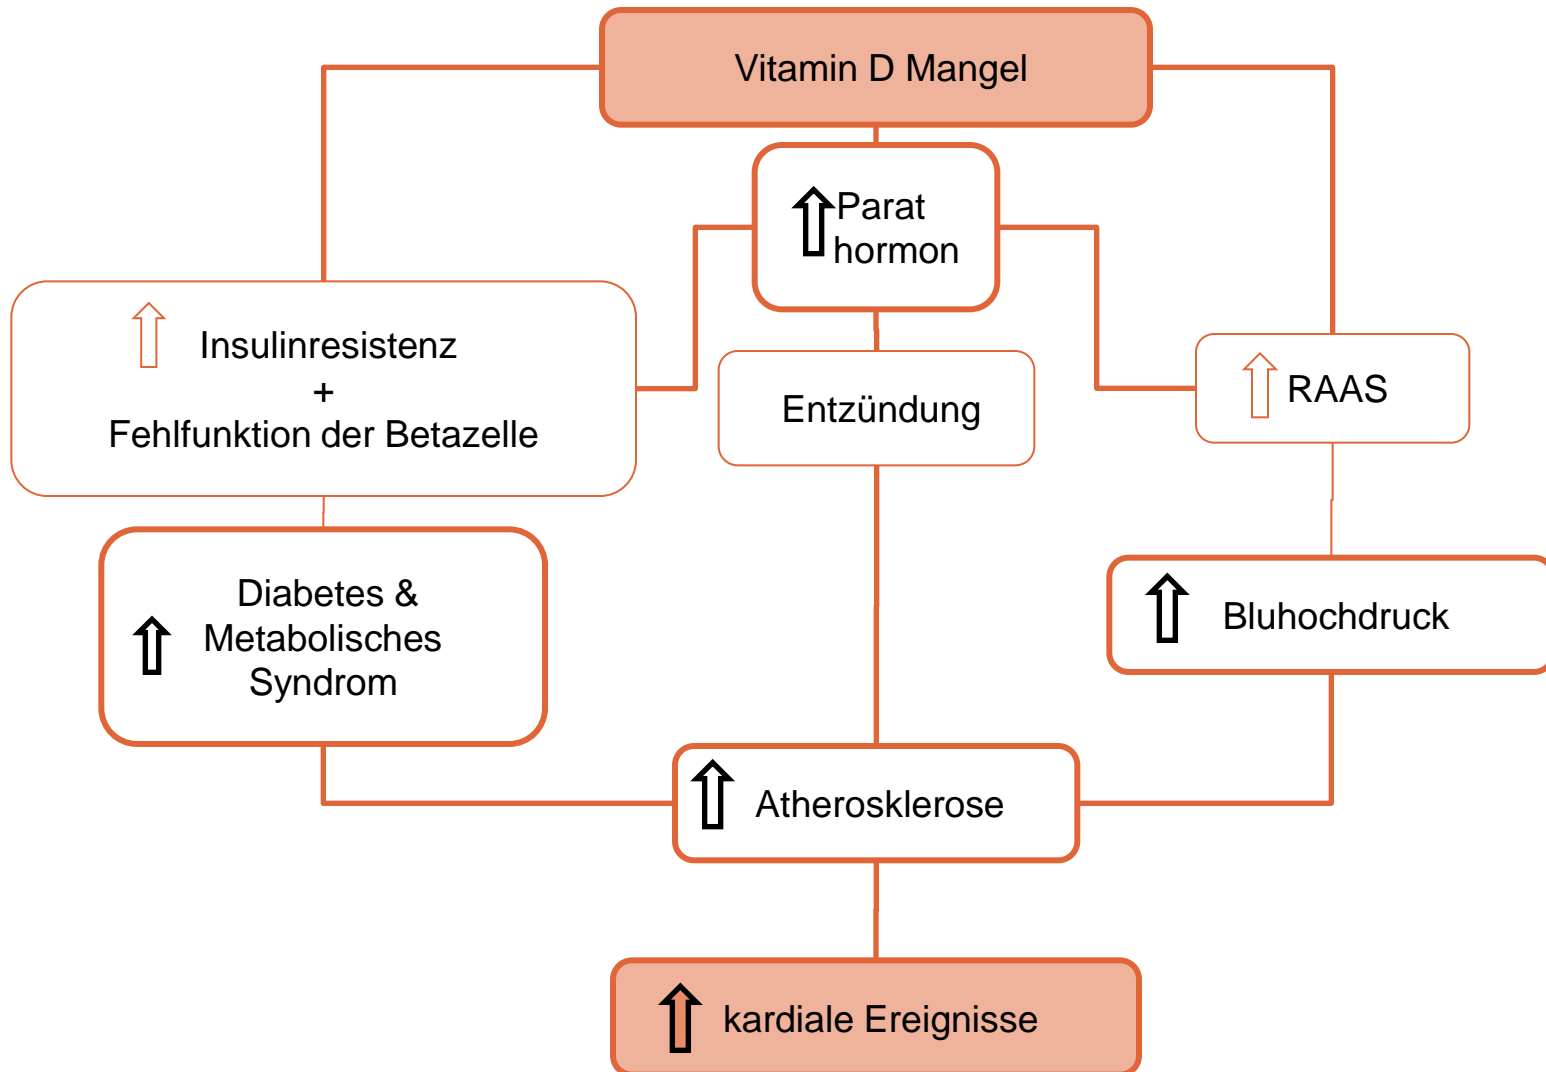 Vitamin D Mangel
Parat
hormon
Insulinresistenz
+
Fehlfunktion der Betazelle
Entzündung
RAAS
Diabetes &
Metabolisches
Syndrom
Bluhochdruck
Atherosklerose
kardiale Ereignisse